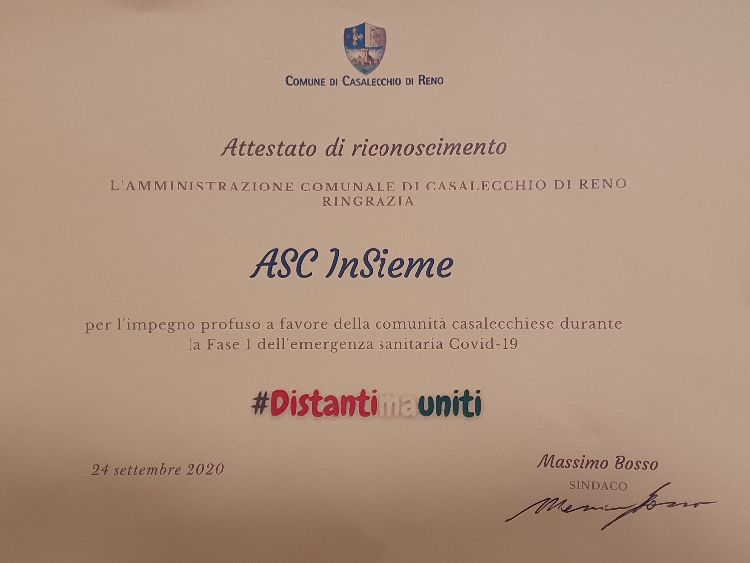 COMUNE DI CASALECCHIO DI RENO
Attestato di riconoscimento
L'AMMINISTRAZIONE COMUNALE DI CASALECCHIO DI RENO
RINGRAZIA
ASC InSieme
per l'impegno profuso a favore della comunità casalecchiese durante
la Fase 1 dell'emergenza sanitaria Covid-19
#Distantimauniti
24 settembre 2020
Massimo Bosso
SINDACO
Massimo Bosso